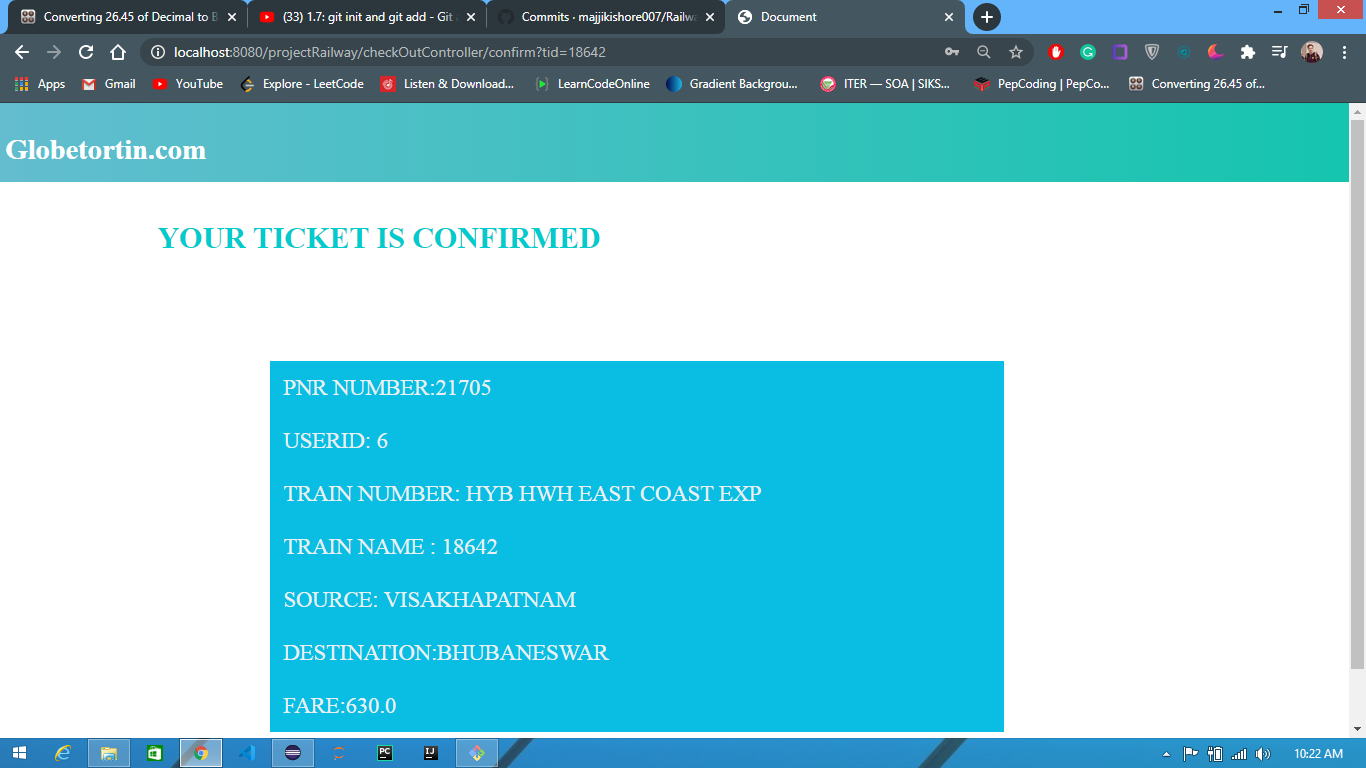 Converting 26.45 of Decimal to B
(33) 1.7: git init and git add - Git
Commits · majjikishore007/Railw
Document
localhost:8080/projectRailway/checkOutController/confirm?tid=18642
Apps
Gmail
YouTube
Explore - LeetCode
Listen & Download...
LearnCodeOnline
Gradient Backgrou...
ITER — SOA | SIKS...
PepCoding | PepCo...
Converting 26.45 of...
Globetortin.com
YOUR TICKET IS CONFIRMED
PNR NUMBER:21705
USERID: 6
TRAIN NUMBER: HYB HWH EAST COAST EXP
TRAIN NAME : 18642
SOURCE: VISAKHAPATNAM
DESTINATION:BHUBANESWAR
FARE:630.0
PC
IJ
10:22 AM